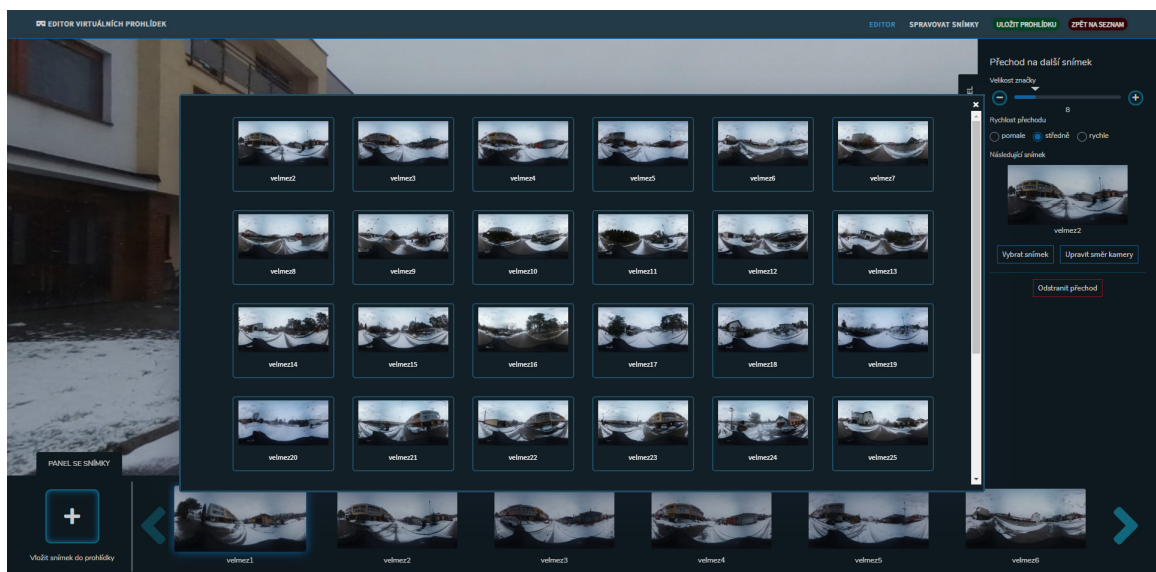 EDITOR VIRTUÁLNÍCH PROHLÍDEK
EDITOR SPRAVOVAT SNÍMKY ULOŽIT PROHLÍDKU ZPĚT NA SEZNAM
Přechod na další snímek
Velikost značky
8
Rychlost přechodu
pomale středně rychle
Následující snímek
velmez2
Vybrat snímek Upravit směr kamery
Odstranit přechod
velmez2 velmez3 velmez4 velmez5 velmez6 velmez7
velmez8 velmez9 velmez10 velmez11 velmez12 velmez13
velmez14 velmez15 velmez16 velmez17 velmez18 velmez19
velmez20 velmez21 velmez22 velmez23 velmez24 velmez25
PANEL SE SNÍMKY
Vložit snímek do prohlídky
velmez1 velmez2 velmez3 velmez4 velmez5 velmez6